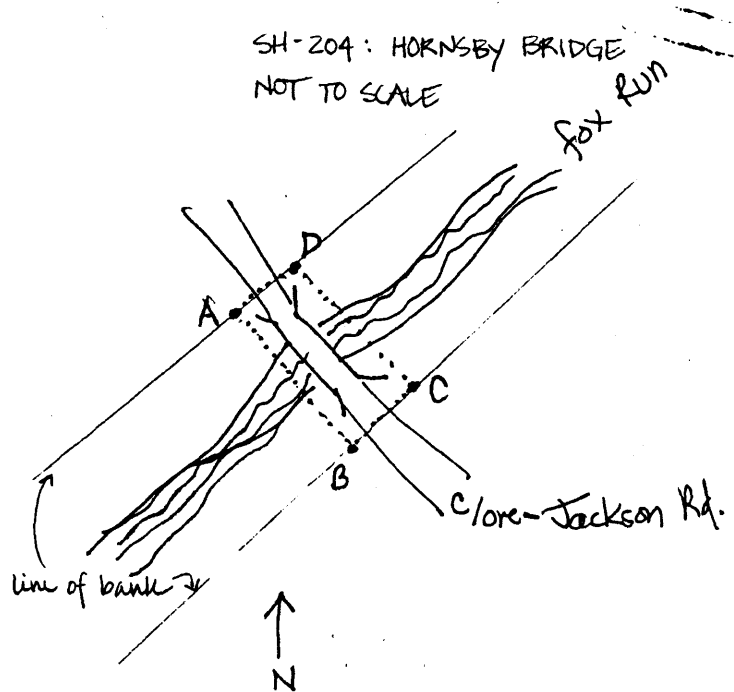 SH-204: HORNSBY BRIDGE
NOT TO SCALE
Fox Run
D
A
C
B
Clore-Jackson Rd.
line of bank
N